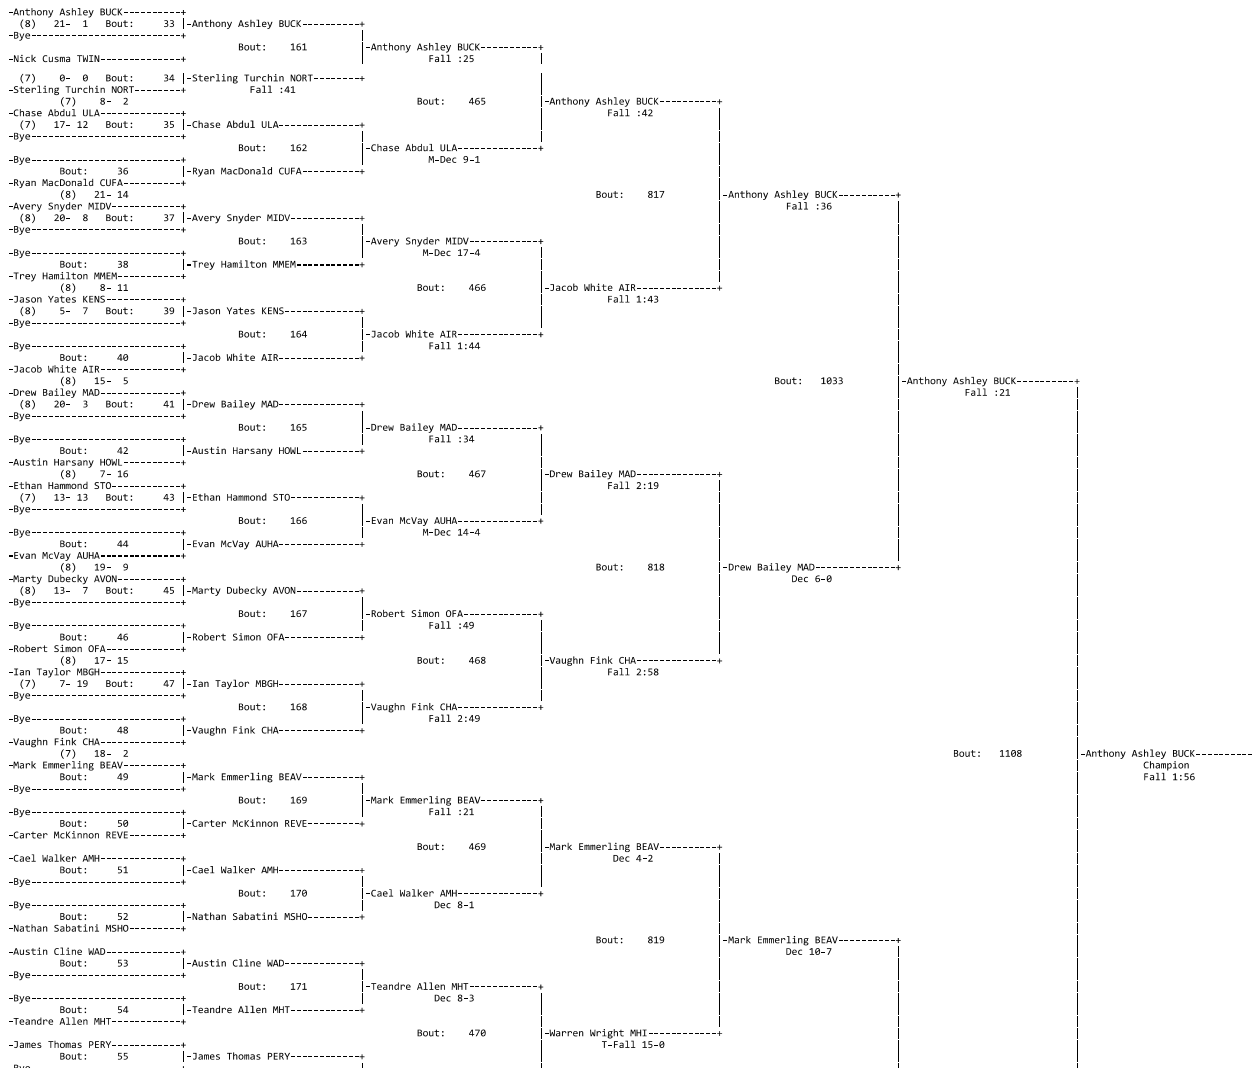 -Anthony Ashley BUCK----------+
(8) 21- 1 Bout: 33 |-Anthony Ashley BUCK----------+
-Bye--------------------------+
Bout: 161 |-Anthony Ashley BUCK----------+
-Nick Cusma TWIN--------------+ Fall :25
(7) 0- 0 Bout: 34 |-Sterling Turchin NORT--------+
-Sterling Turchin NORT--------+ Fall :41
(7) 8- 2 Bout: 465 |-Anthony Ashley BUCK----------+
-Chase Abdul ULA--------------+ Fall :42
(7) 17- 12 Bout: 35 |-Chase Abdul ULA--------------+
-Bye--------------------------+
Bout: 162 |-Chase Abdul ULA--------------+
-Bye--------------------------+ M-Dec 9-1
Bout: 36 |-Ryan MacDonald CUFA----------+
-Ryan MacDonald CUFA----------+
(8) 21- 14 Bout: 817 |-Anthony Ashley BUCK----------+
-Avery Snyder MIDV------------+ Fall :36
(8) 20- 8 Bout: 37 |-Avery Snyder MIDV------------+
-Bye--------------------------+
Bout: 163 |-Avery Snyder MIDV------------+
-Bye--------------------------+ M-Dec 17-4
Bout: 38 |-Trey Hamilton MMEM-----------+
-Trey Hamilton MMEM-----------+
(8) 8- 11 Bout: 466 |-Jacob White AIR--------------+
-Jason Yates KENS-------------+ Fall 1:43
(8) 5- 7 Bout: 39 |-Jason Yates KENS-------------+
-Bye--------------------------+
Bout: 164 |-Jacob White AIR--------------+
-Bye--------------------------+ Fall 1:44
Bout: 40 |-Jacob White AIR--------------+
-Jacob White AIR--------------+
(8) 15- 5 Bout: 1033 |-Anthony Ashley BUCK----------+
-Drew Bailey MAD--------------+ Fall :21
(8) 20- 3 Bout: 41 |-Drew Bailey MAD--------------+
-Bye--------------------------+
Bout: 165 |-Drew Bailey MAD--------------+
-Bye--------------------------+ Fall :34
Bout: 42 |-Austin Harsany HOWL----------+
-Austin Harsany HOWL----------+
(8) 7- 16 Bout: 467 |-Drew Bailey MAD--------------+
-Ethan Hammond STO------------+ Fall 2:19
(7) 13- 13 Bout: 43 |-Ethan Hammond STO------------+
-Bye--------------------------+
Bout: 166 |-Evan McVay AUHA--------------+
-Bye--------------------------+ M-Dec 14-4
Bout: 44 |-Evan McVay AUHA--------------+
-Evan McVay AUHA--------------+
(8) 19- 9 Bout: 818 |-Drew Bailey MAD--------------+
-Marty Dubecky AVON-----------+ Dec 6-0
(8) 13- 7 Bout: 45 |-Marty Dubecky AVON-----------+
-Bye--------------------------+
Bout: 167 |-Robert Simon OFA-------------+
-Bye--------------------------+ Fall :49
Bout: 46 |-Robert Simon OFA-------------+
-Robert Simon OFA-------------+
(8) 17- 15 Bout: 468 |-Vaughn Fink CHA--------------+
-Ian Taylor MBGH--------------+ Fall 2:58
(7) 7- 19 Bout: 47 |-Ian Taylor MBGH--------------+
-Bye--------------------------+
Bout: 168 |-Vaughn Fink CHA--------------+
-Bye--------------------------+ Fall 2:49
Bout: 48 |-Vaughn Fink CHA--------------+
-Vaughn Fink CHA--------------+
(7) 18- 2 Bout: 1108 |-Anthony Ashley BUCK----------
-Mark Emmerling BEAV----------+ Champion
Bout: 49 |-Mark Emmerling BEAV----------+ Fall 1:56
-Bye--------------------------+
Bout: 169 |-Mark Emmerling BEAV----------+
-Bye--------------------------+ Fall :21
Bout: 50 |-Carter McKinnon REVE---------+
-Carter McKinnon REVE---------+
Bout: 469 |-Mark Emmerling BEAV----------+
-Cael Walker AMH--------------+ Dec 4-2
Bout: 51 |-Cael Walker AMH--------------+
-Bye--------------------------+
Bout: 170 |-Cael Walker AMH--------------+
-Bye--------------------------+ Dec 8-1
Bout: 52 |-Nathan Sabatini MSHO---------+
-Nathan Sabatini MSHO---------+
Bout: 819 |-Mark Emmerling BEAV----------+
-Austin Cline WAD-------------+ Dec 10-7
Bout: 53 |-Austin Cline WAD-------------+
-Bye--------------------------+
Bout: 171 |-Teandre Allen MHT------------+
-Bye--------------------------+ Dec 8-3
Bout: 54 |-Teandre Allen MHT------------+
-Teandre Allen MHT------------+
Bout: 470 |-Warren Wright MHI------------+
-James Thomas PERY------------+ T-Fall 15-0
Bout: 55 |-James Thomas PERY------------+
-Bye--------------------------+